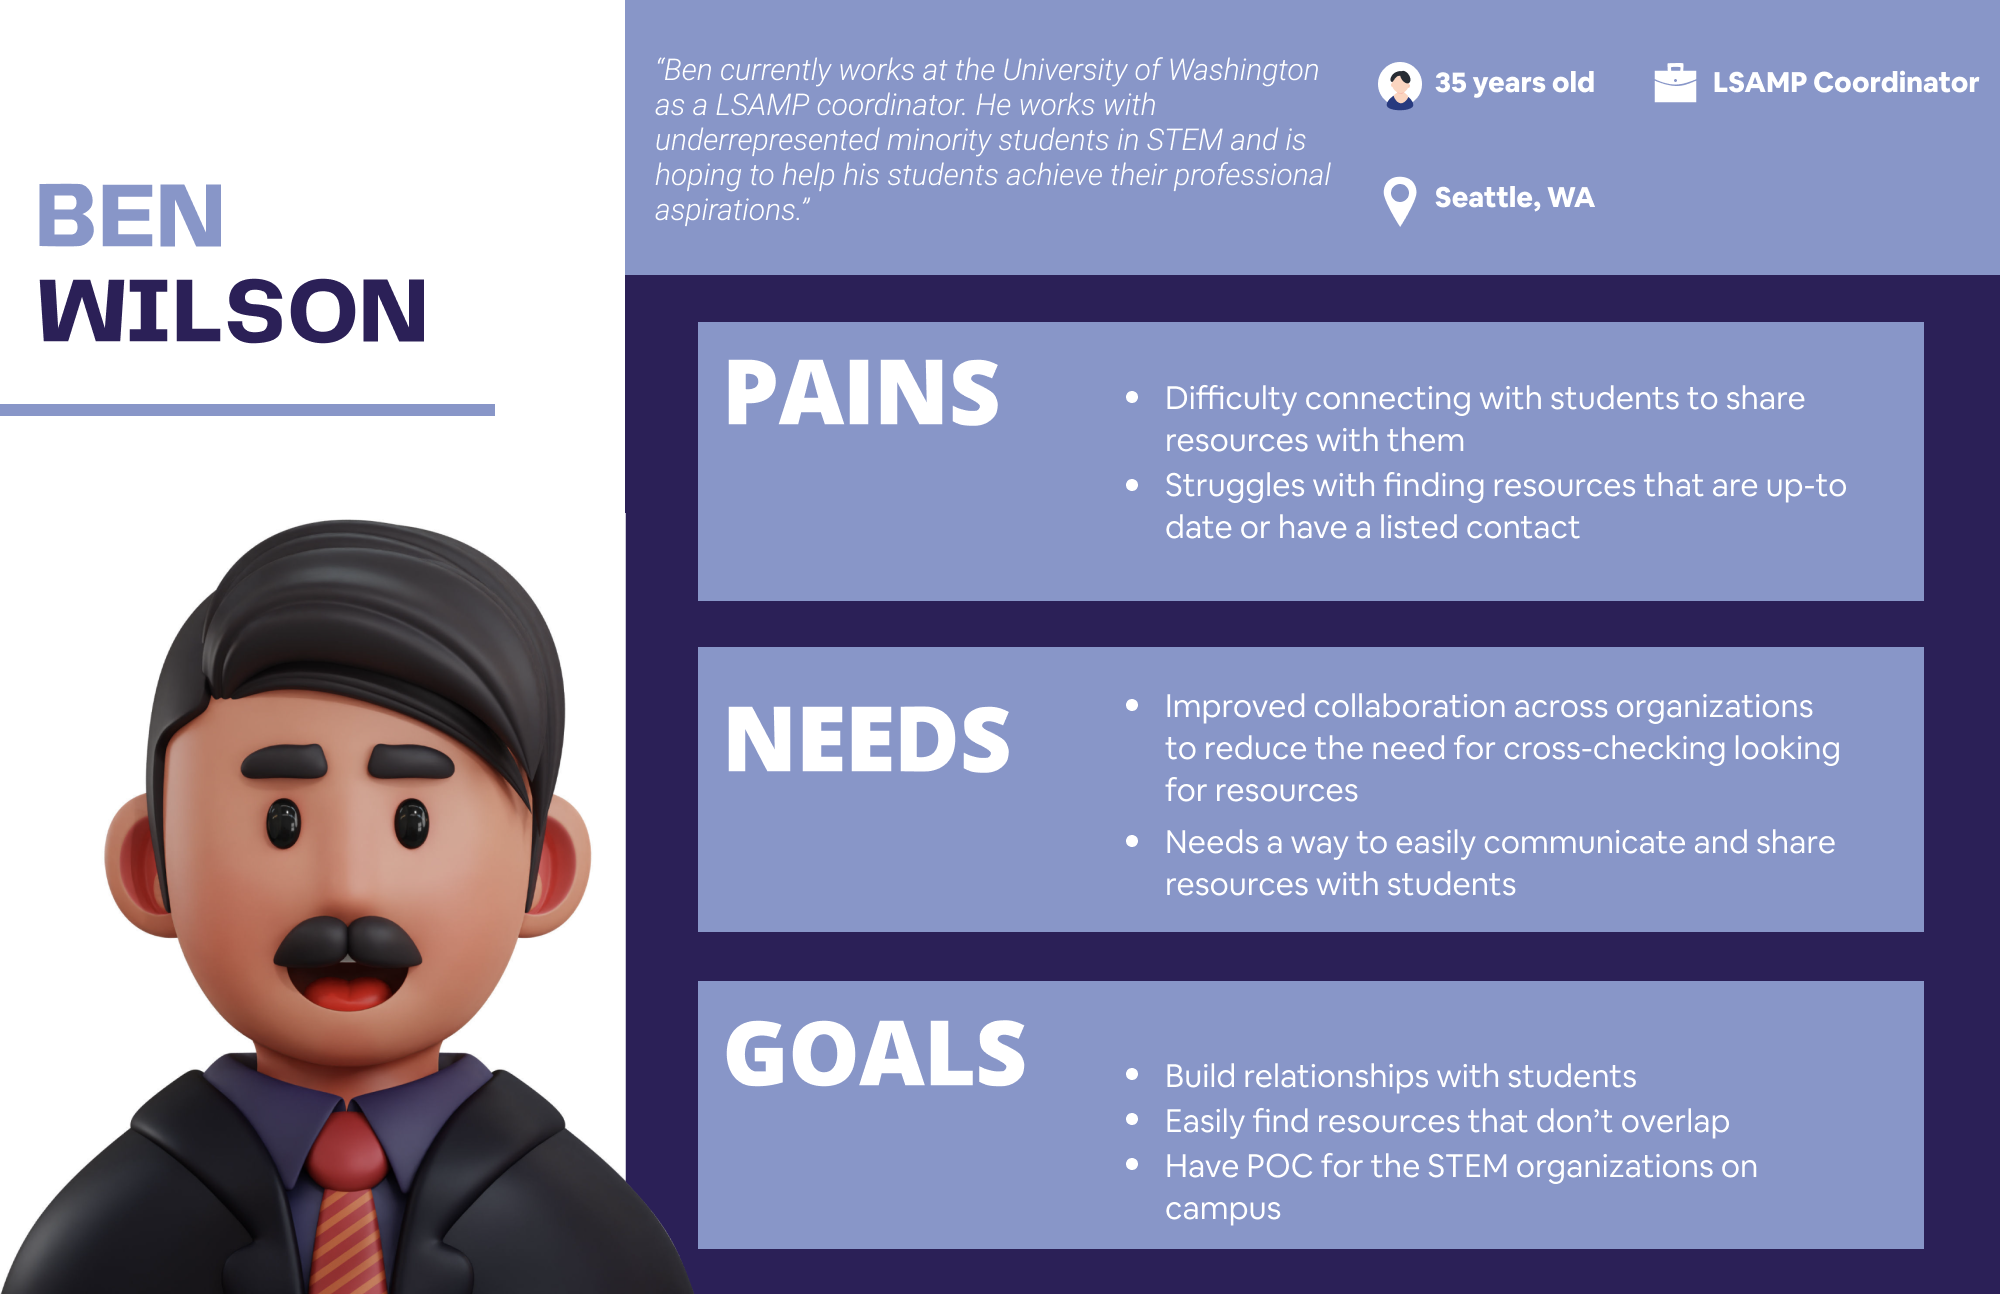 BEN
WILSON
“Ben currently works at the University of Washington
as a LSAMP coordinator. He works with
underrepresented minority students in STEM and is
hoping to help his students achieve their professional
aspirations.”
35 years old
LSAMP Coordinator
Seattle, WA
PAINS
• Difficulty connecting with students to share
resources with them
• Struggles with finding resources that are up-to
date or have a listed contact
NEEDS
• Improved collaboration across organizations
to reduce the need for cross-checking looking
for resources
• Needs a way to easily communicate and share
resources with students
GOALS
• Build relationships with students
• Easily find resources that don’t overlap
• Have POC for the STEM organizations on
campus